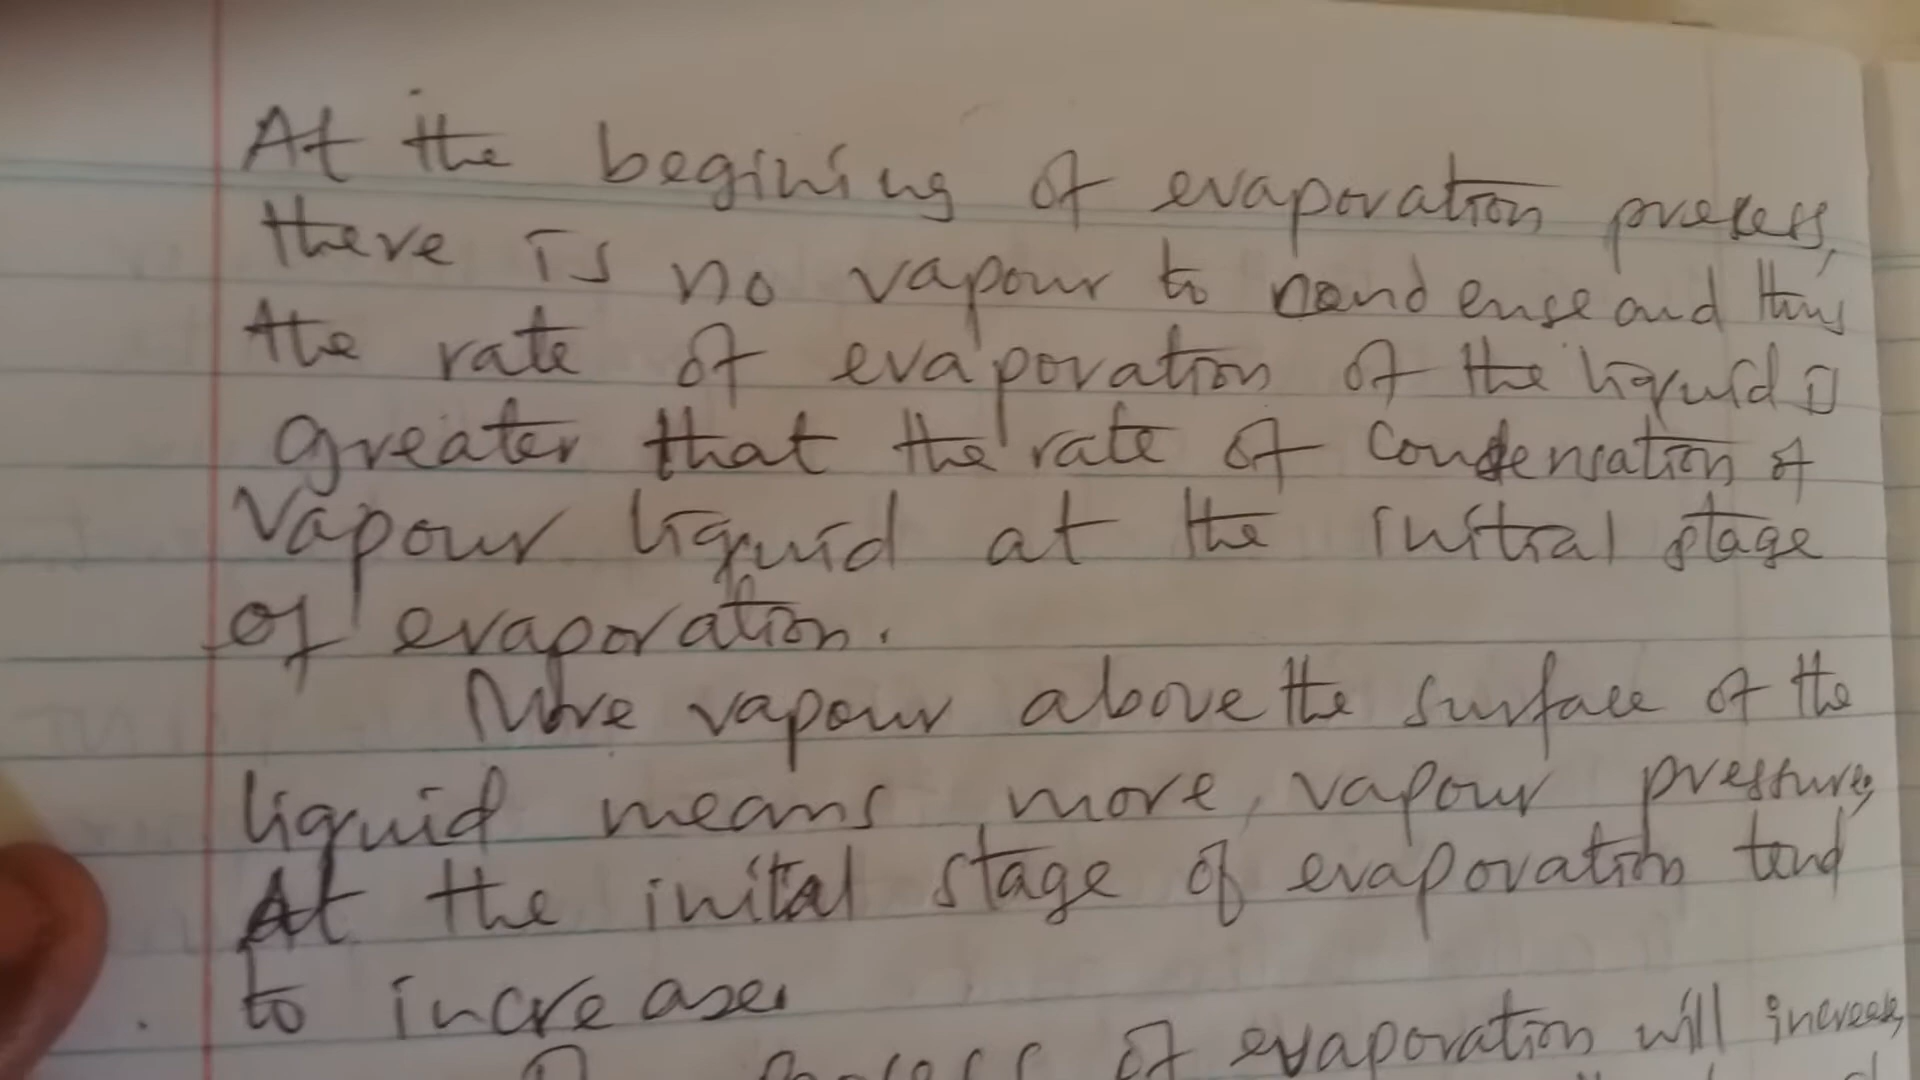 At the begining of evaporation process,
there is no vapour to condense and thus
the rate of evaporation of the liquid is
greater that the rate of condensation of
Vapour liquid at the initial stage
of evaporation.
More vapour above the surface of the
liquid means more, vapour pressure,
At the inital stage of evaporation tend
to increase.
of evaporation will increase,